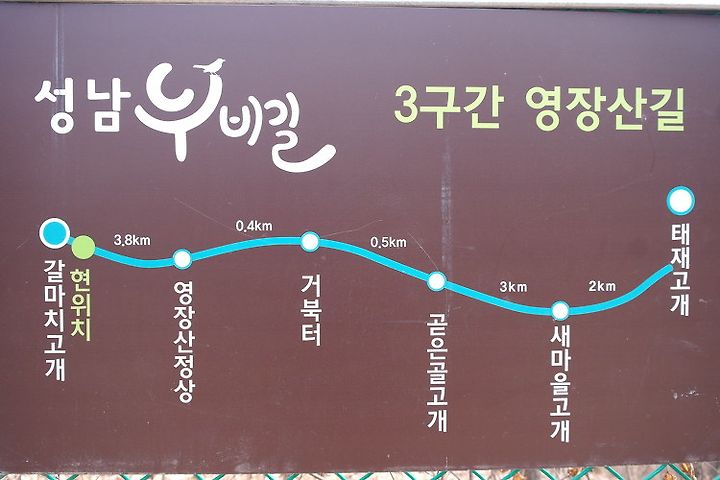 성남누비길
3구간 영장산길
3.8km
0.4km
0.5km
3km
2km
갈마치고개
현위치
영장산정상
거북터
곧은골고개
새마을고개
태재고개